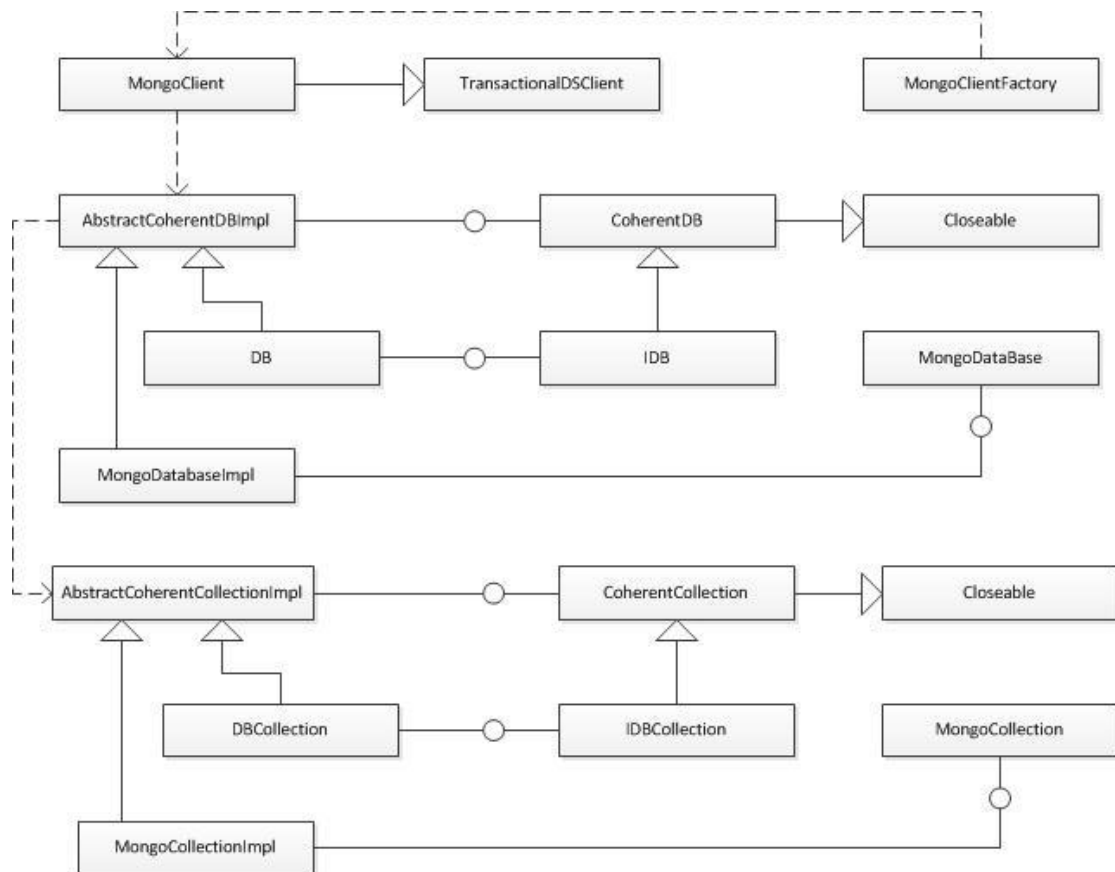 MongoClient
TransactionalDSClient
MongoClientFactory
AbstractCoherentDBImpl
CoherentDB
Closeable
DB
IDB
MongoDataBase
MongoDatabaseImpl
AbstractCoherentCollectionImpl
CoherentCollection
Closeable
DBCollection
IDBCollection
MongoCollection
MongoCollectionImpl